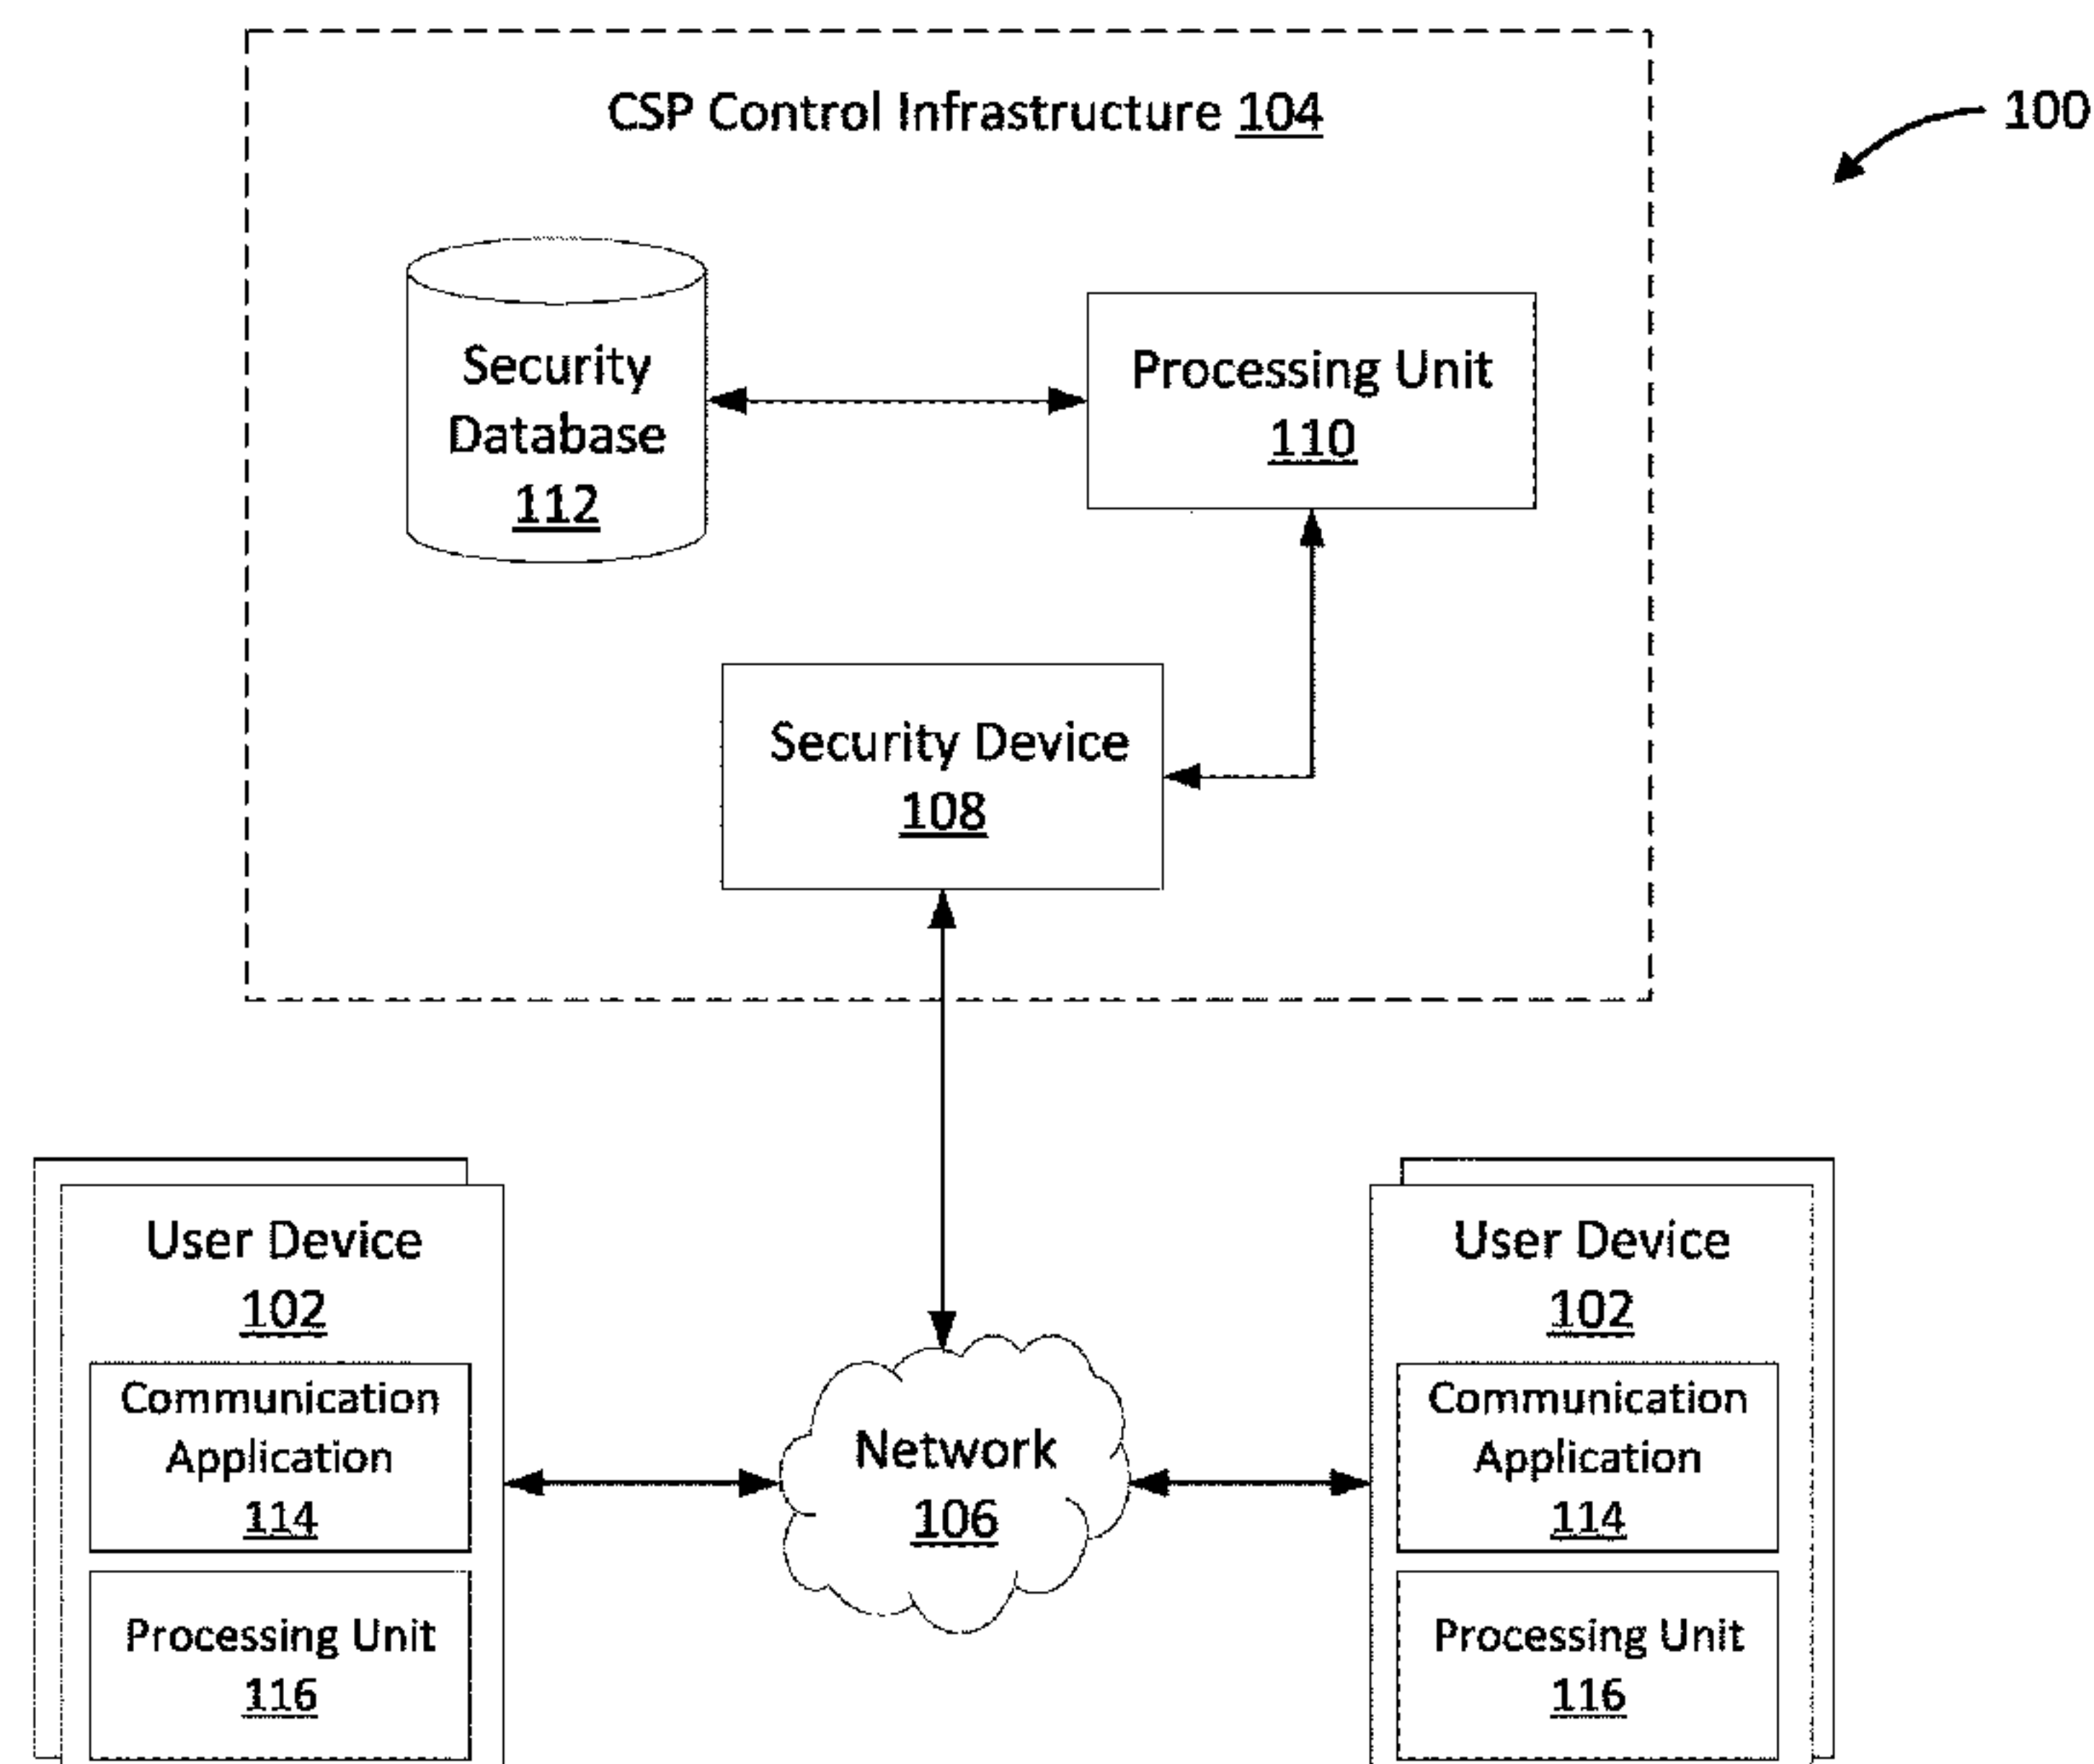 CSP Control Infrastructure 104
100
Security
Database
112
Processing Unit
110
Security Device
108
User Device
102
Communication
Application
114
Processing Unit
116
Network
106
User Device
102
Communication
Application
114
Processing Unit
116